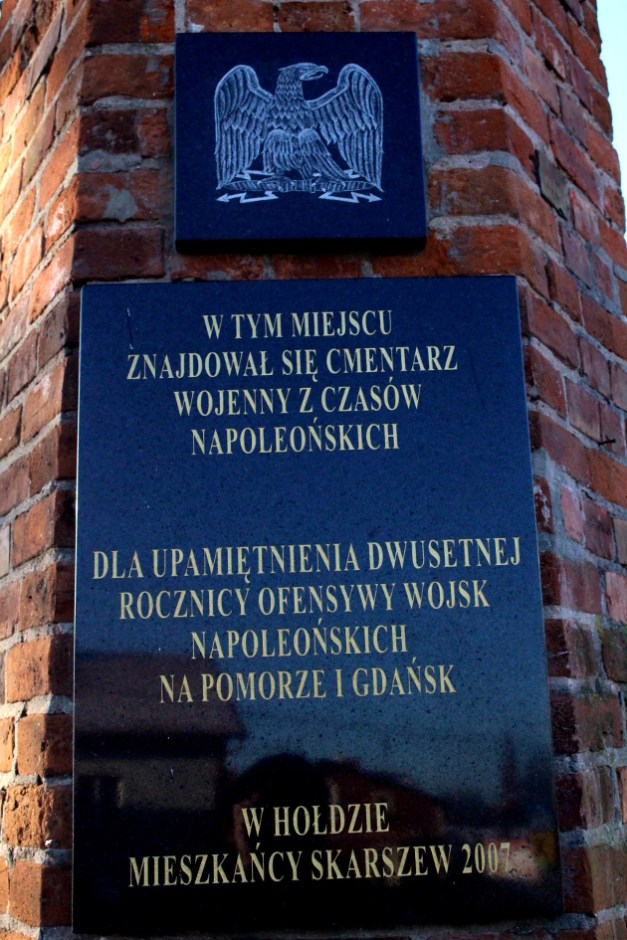 W TYM MIEJSCU
ZNAJDOWAŁ SIĘ CMENTARZ
WOJENNY Z CZASÓW
NAPOLEOŃSKICH
DLA UPAMIĘTNIENIA DWUSETNEJ
ROCZNICY OFENSYWY WOJSK
NAPOLEOŃSKICH
NA POMORZE I GDAŃSK
W HOŁDZIE
MIESZKAŃCY SKARSZEW 2007